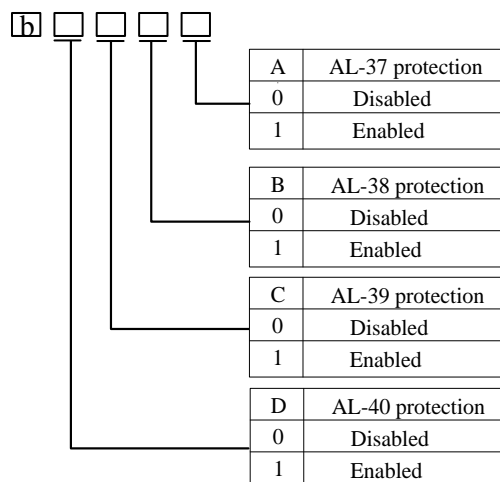 b
A AL-37 protection
0 Disabled
1 Enabled
B AL-38 protection
0 Disabled
1 Enabled
C AL-39 protection
0 Disabled
1 Enabled
D AL-40 protection
0 Disabled
1 Enabled